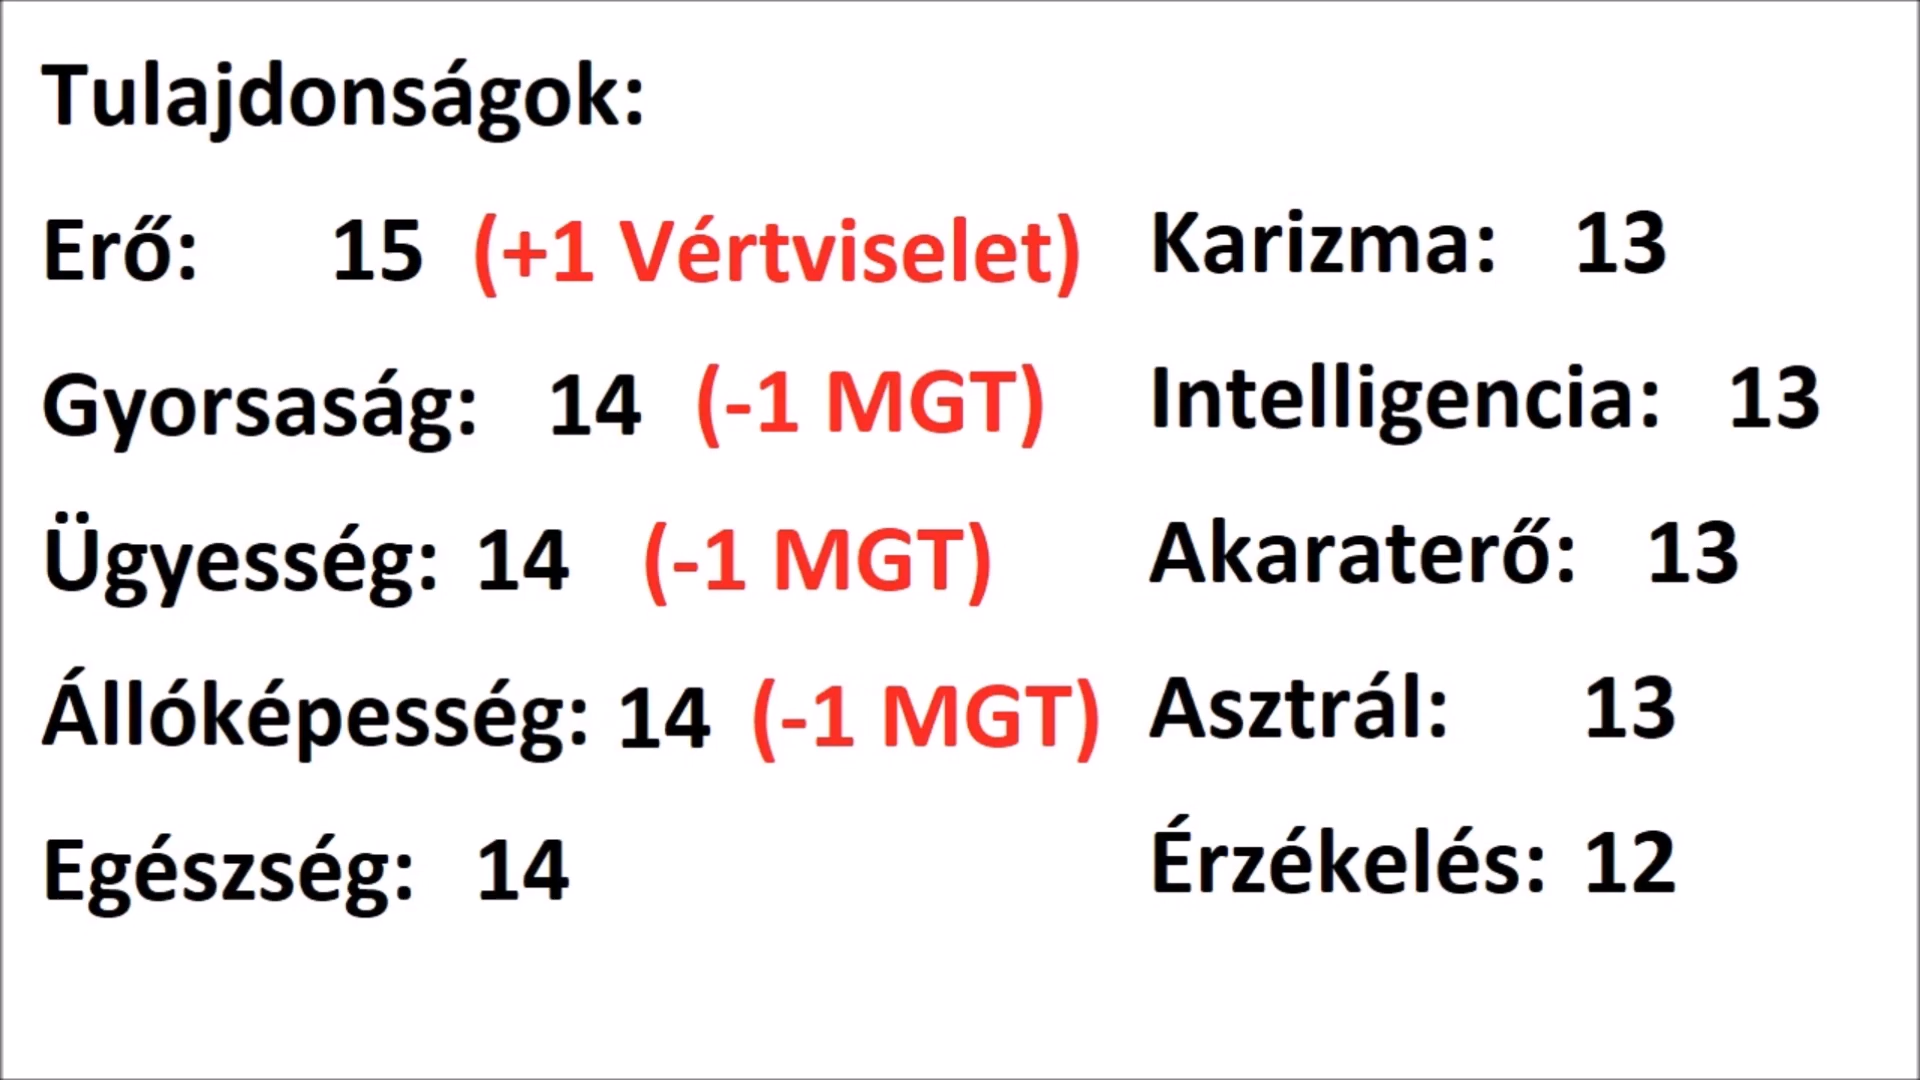 Tulajdonságok:
Erő: 15 (+1 Vértviselet)
Gyorsaság: 14 (-1 MGT)
Ügyesség: 14 (-1 MGT)
Állóképesség: 14 (-1 MGT)
Egészség: 14
Karizma: 13
Intelligencia: 13
Akaraterő: 13
Asztrál: 13
Érzékelés: 12